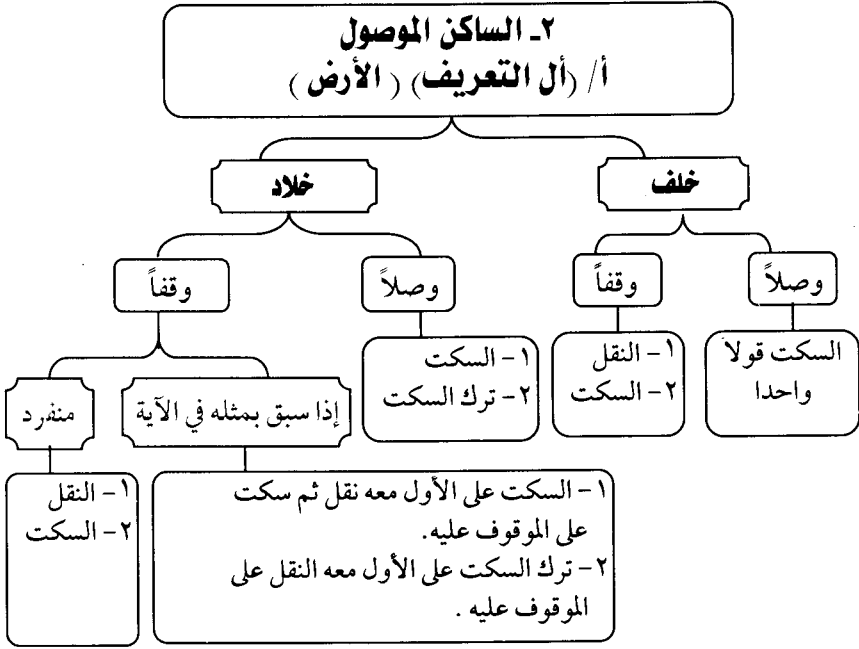 ٢ـ الساكن الموصول
أ/ (أل التعريف) ( الأرض )
خلف
خلاد
وصلاً
وقفاً
وصلاً
وقفاً
السكت قولا
واحدا
١- النقل
٢- السكت
١- السكت
٢- ترك السكت
إذا سبق بمثله في الآية
منفرد
١- السكت على الأول معه نقل ثم سكت
على الموقوف عليه.
٢- ترك السكت على الأول معه النقل على
الموقوف عليه .
١- النقل
٢- السكت